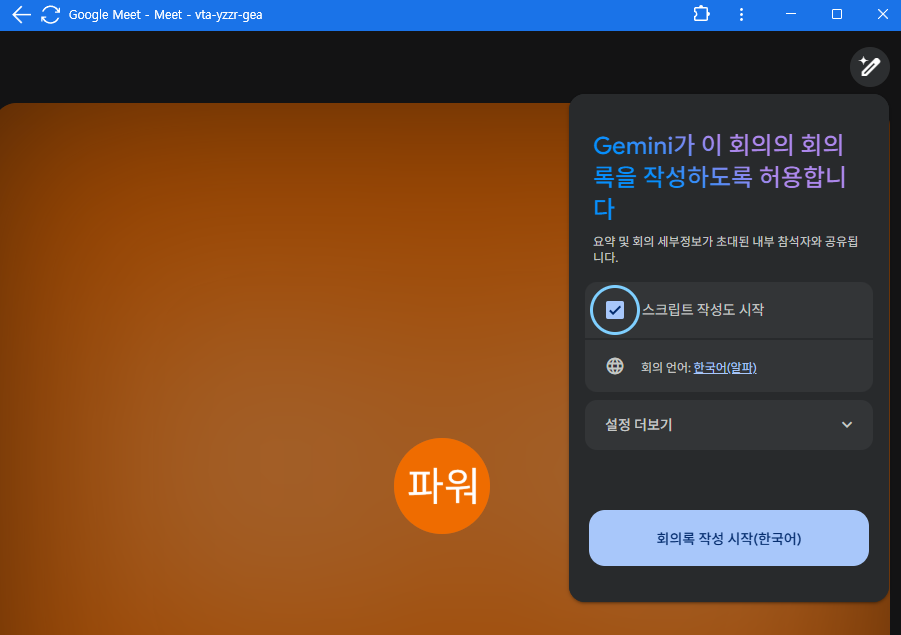 Google Meet - Meet - vta-yzzr-gea
Gemini가 이 회의의 회의
록을 작성하도록 허용합니
다
요약 및 회의 세부정보가 초대된 내부 참석자와 공유됩
니다.
스크립트 작성도 시작
회의 언어: 한국어(알파)
설정 더보기
파워
회의록 작성 시작(한국어)